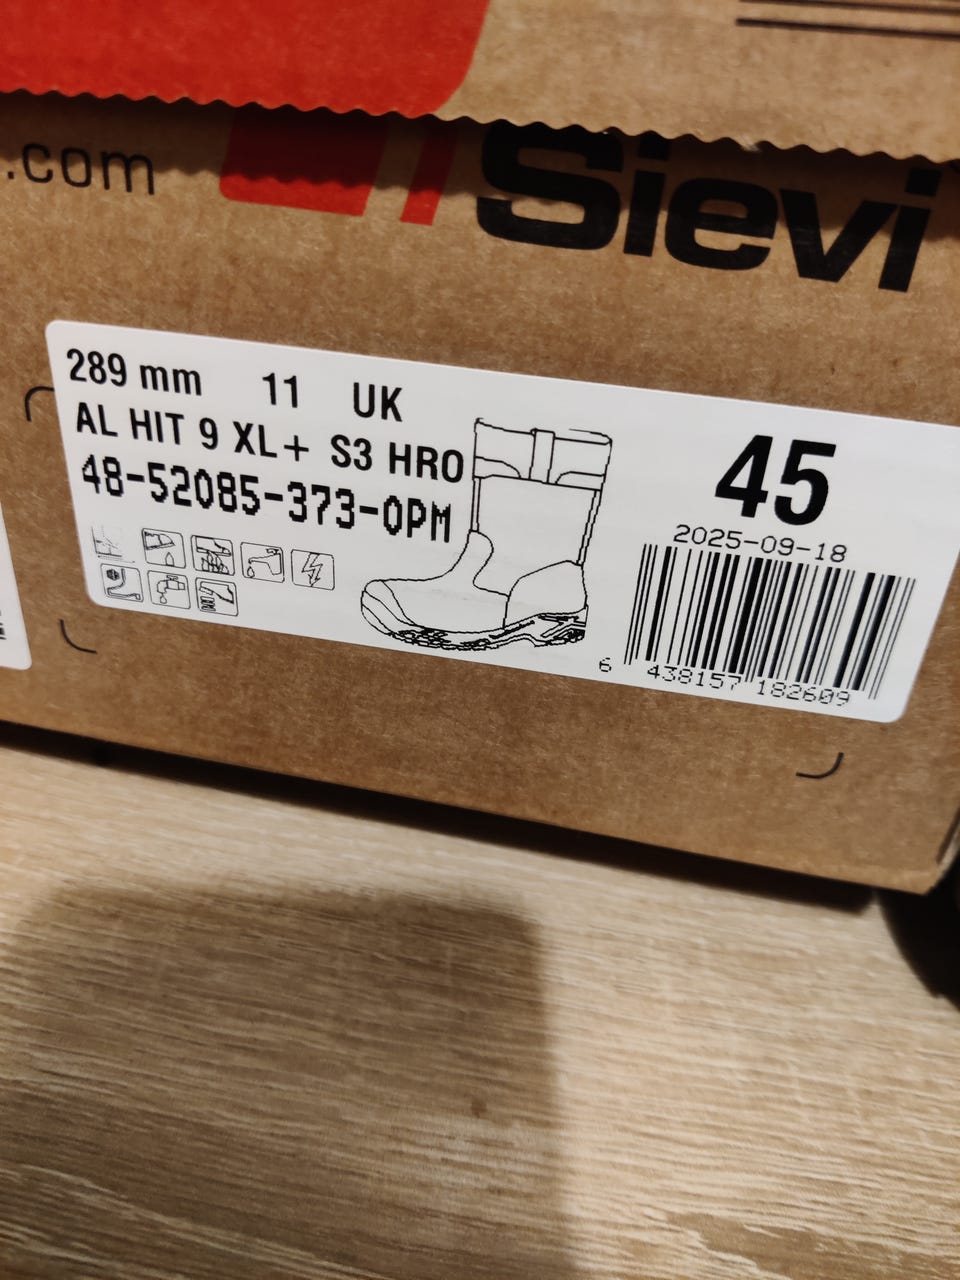 .com
Sievi
289 mm 11 UK
AL HIT 9 XL+ S3 HRO
48-52085-373-0PM
45
2025-09-18
6 438157 182609